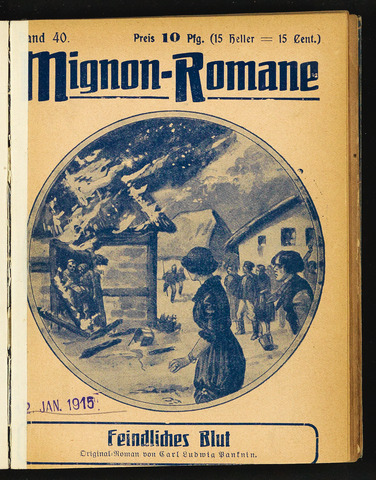 and 40. Preis 10 Pfg. (15 Heller = 15 Cent.)
Mignon-Romane
2. JAN. 1915
Feindliches Blut
Original-Roman von Carl Ludwig Panknin.